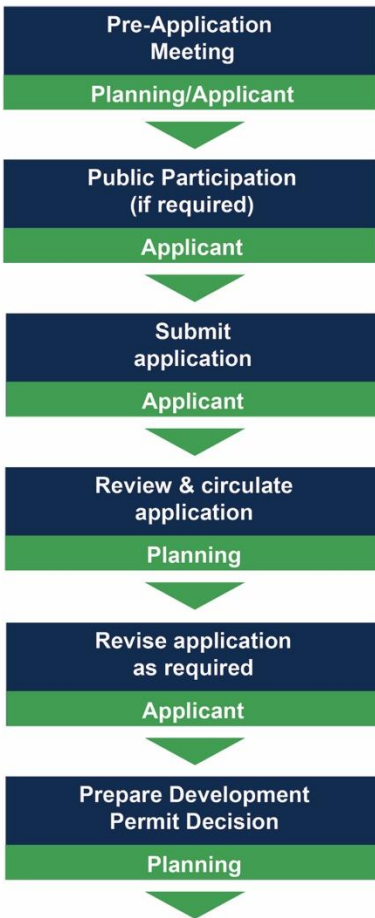 Pre-Application
Meeting
Planning/Applicant
Public Participation
(if required)
Applicant
Submit
application
Applicant
Review & circulate
application
Planning
Revise application
as required
Applicant
Prepare Development
Permit Decision
Planning